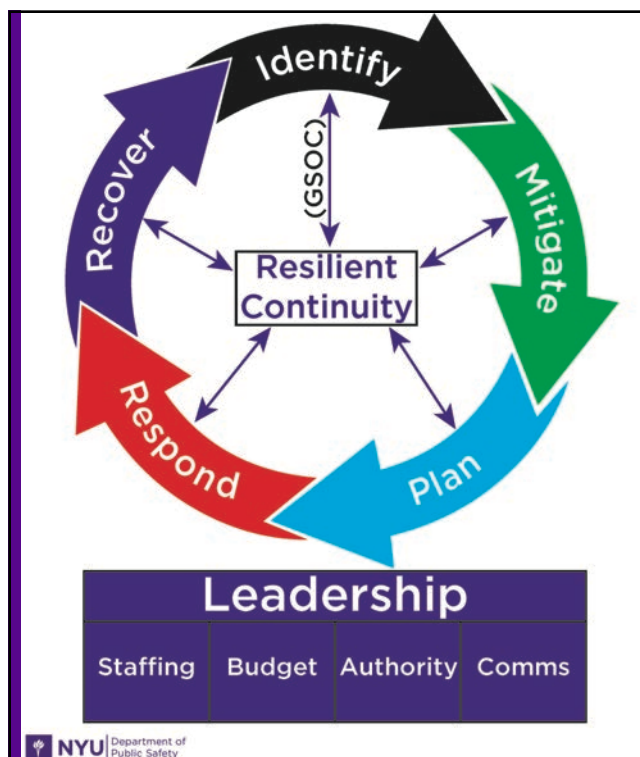 Identify
Mitigate
Plan
Respond
Recover
(GSOC)
Resilient
Continuity
Leadership
Staffing
Budget
Authority
Comms
NYU
Department of
Public Safety